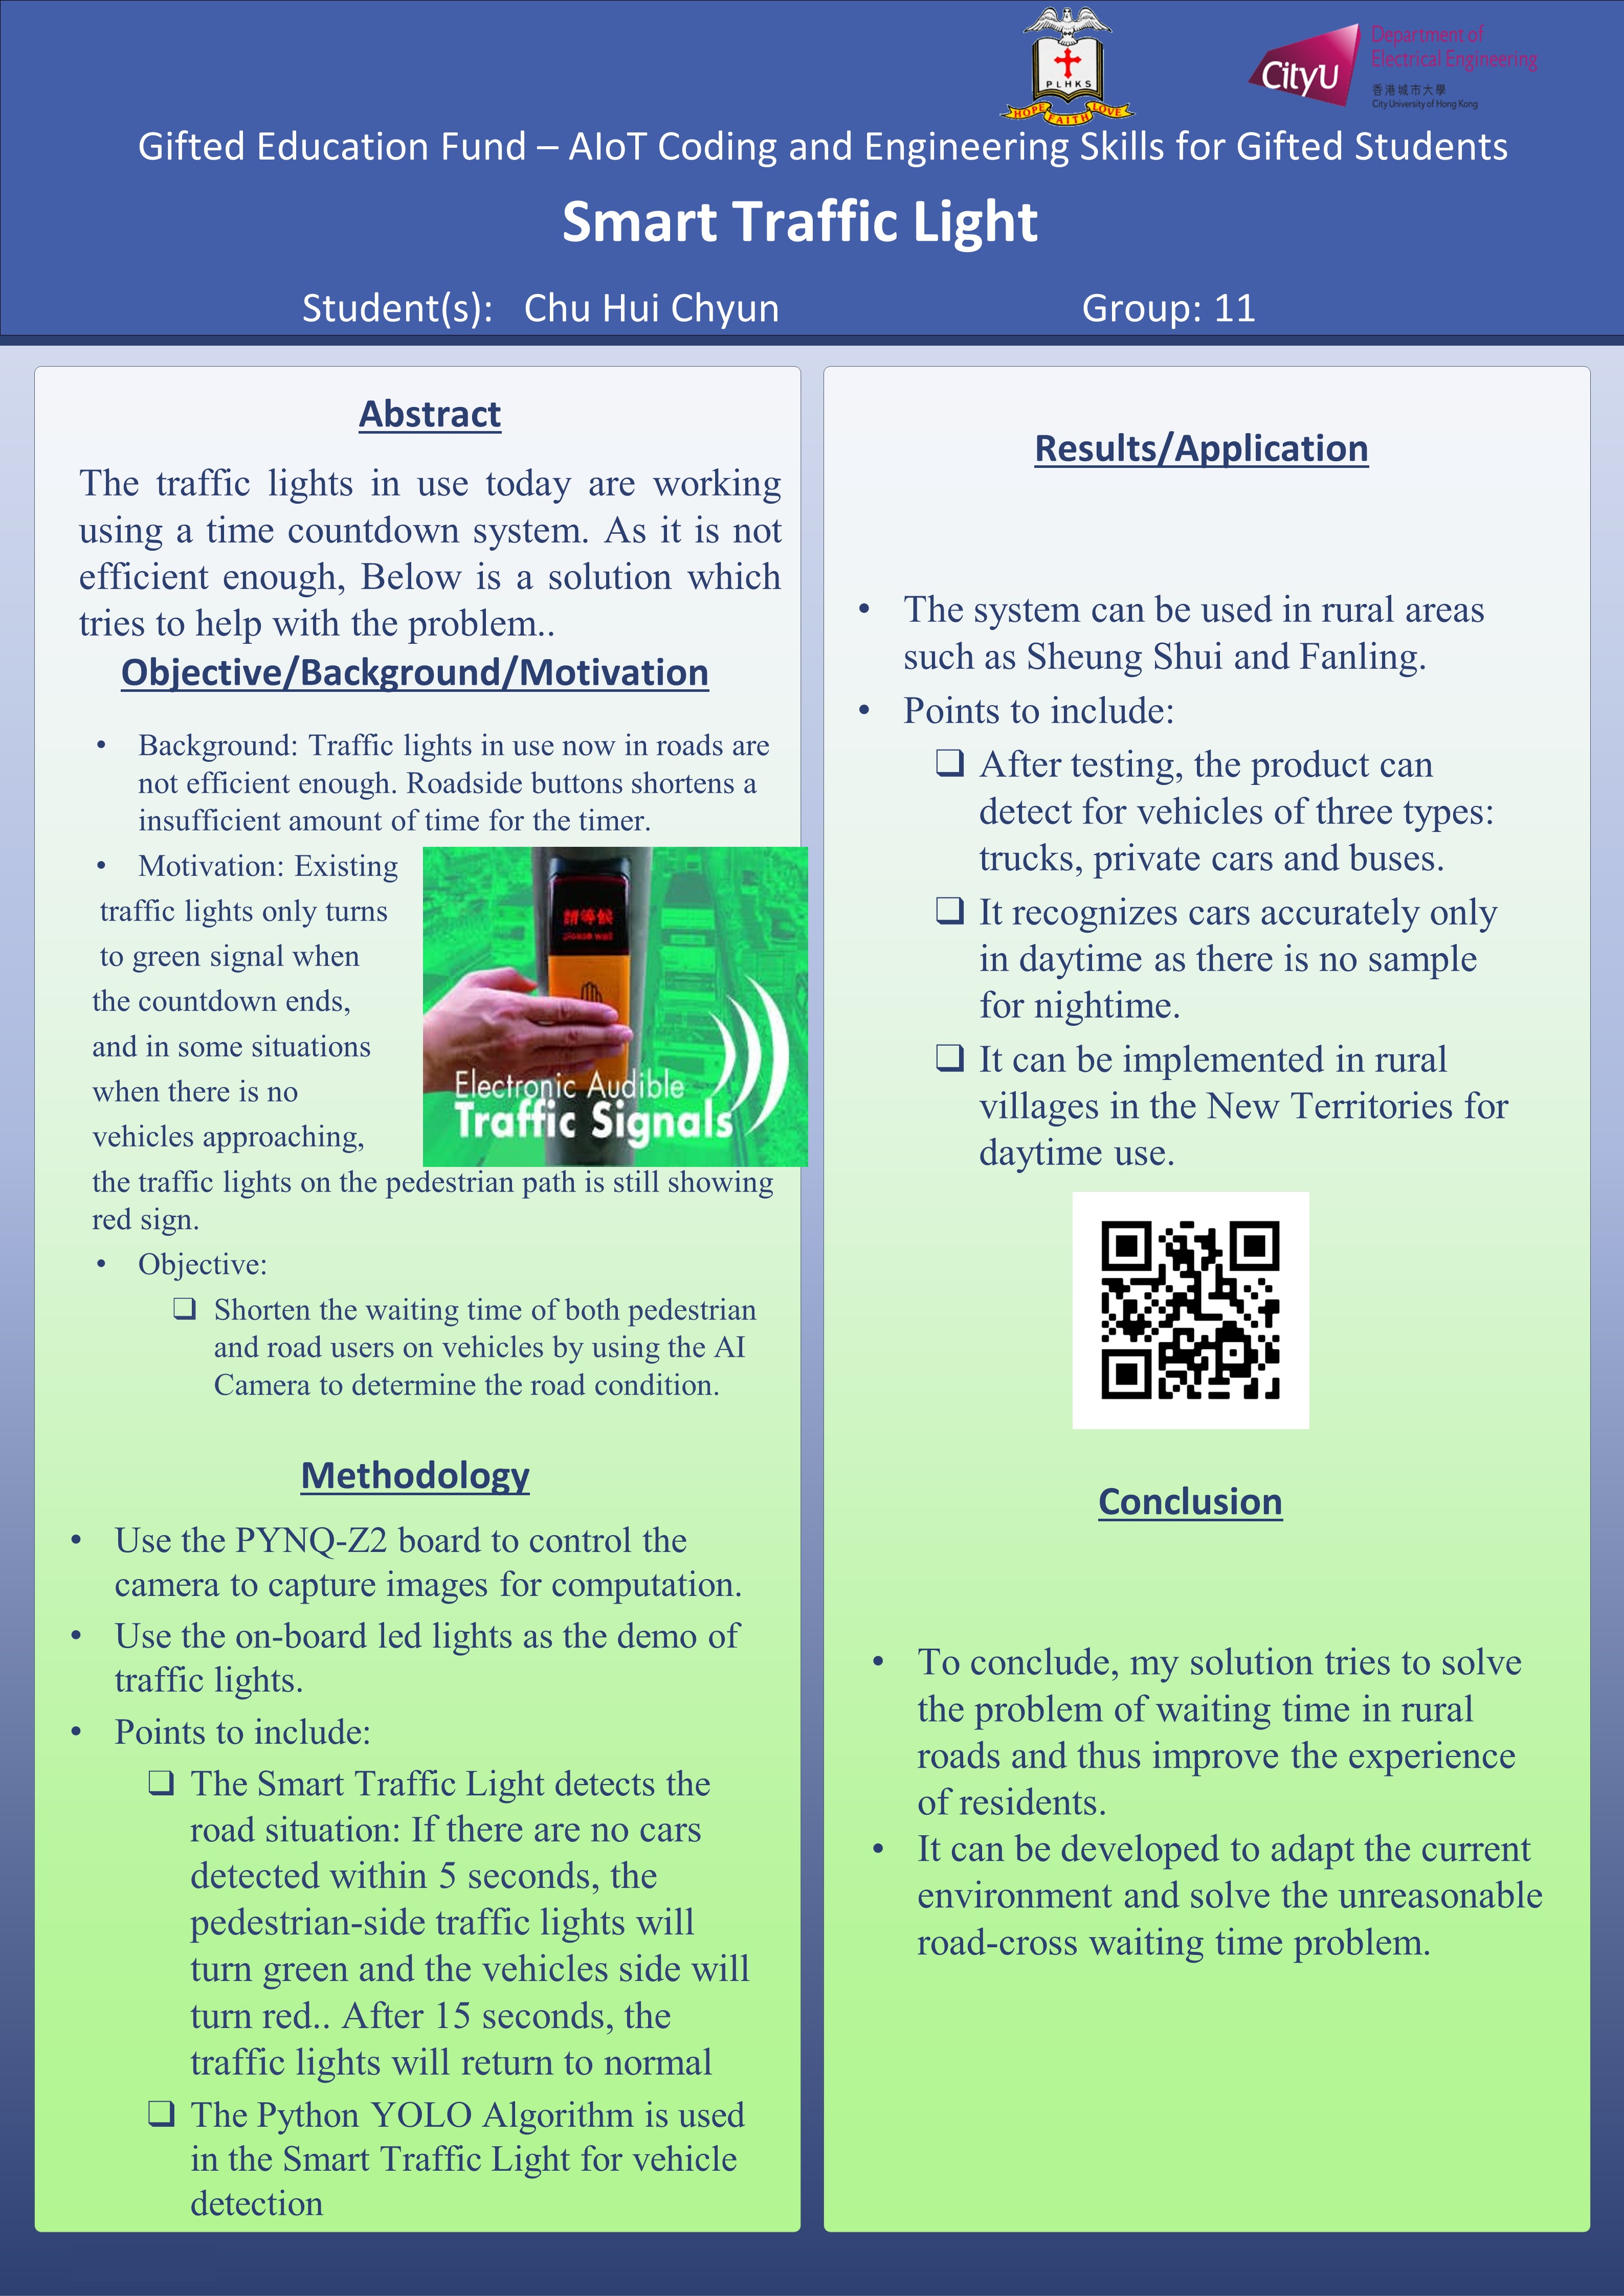 PLHKS
HOPE FAITH LOVE
CityU
Department of
Electrical Engineering
香港城市大學
City University of Hong Kong
Gifted Education Fund – AIoT Coding and Engineering Skills for Gifted Students
Smart Traffic Light
Student(s): Chu Hui Chyun Group: 11
Abstract
The traffic lights in use today are working
using a time countdown system. As it is not
efficient enough, Below is a solution which
tries to help with the problem..
Objective/Background/Motivation
• Background: Traffic lights in use now in roads are
not efficient enough. Roadside buttons shortens a
insufficient amount of time for the timer.
• Motivation: Existing
traffic lights only turns
to green signal when
the countdown ends,
and in some situations
when there is no
vehicles approaching,
the traffic lights on the pedestrian path is still showing
red sign.
請等候
please wait
Electronic Audible
Traffic Signals
• Objective:
❑ Shorten the waiting time of both pedestrian
and road users on vehicles by using the AI
Camera to determine the road condition.
Methodology
• Use the PYNQ-Z2 board to control the
camera to capture images for computation.
• Use the on-board led lights as the demo of
traffic lights.
• Points to include:
❑ The Smart Traffic Light detects the
road situation: If there are no cars
detected within 5 seconds, the
pedestrian-side traffic lights will
turn green and the vehicles side will
turn red.. After 15 seconds, the
traffic lights will return to normal
❑ The Python YOLO Algorithm is used
in the Smart Traffic Light for vehicle
detection
Results/Application
• The system can be used in rural areas
such as Sheung Shui and Fanling.
• Points to include:
❑ After testing, the product can
detect for vehicles of three types:
trucks, private cars and buses.
❑ It recognizes cars accurately only
in daytime as there is no sample
for nightime.
❑ It can be implemented in rural
villages in the New Territories for
daytime use.
Conclusion
• To conclude, my solution tries to solve
the problem of waiting time in rural
roads and thus improve the experience
of residents.
• It can be developed to adapt the current
environment and solve the unreasonable
road-cross waiting time problem.